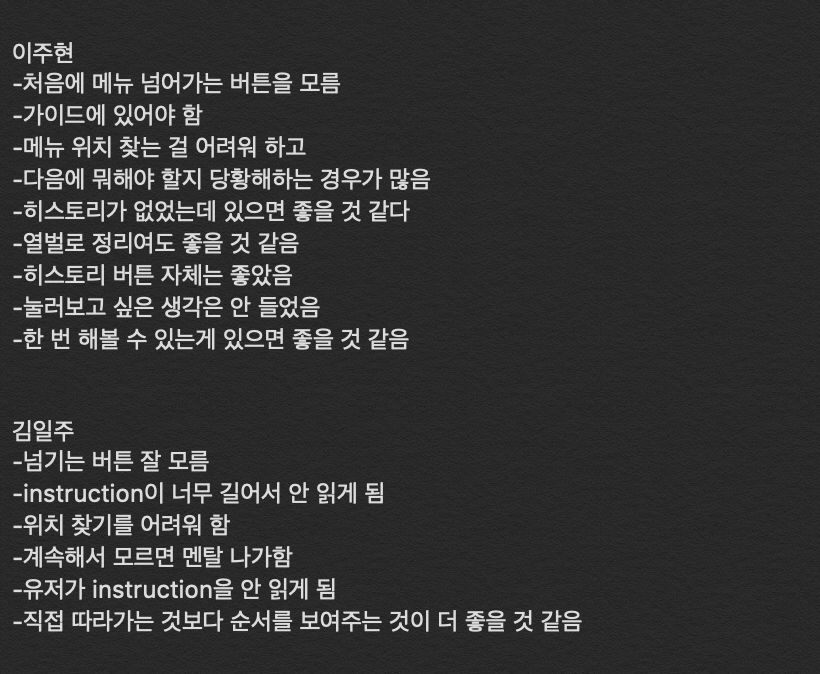 이주현
-처음에 메뉴 넘어가는 버튼을 모름
-가이드에 있어야 함
-메뉴 위치 찾는 걸 어려워 하고
-다음에 뭐해야 할지 당황해하는 경우가 많음
-히스토리가 없었는데 있으면 좋을 것 같다
-열벌로 정리여도 좋을 것 같음
-히스토리 버튼 자체는 좋았음
-눌러보고 싶은 생각은 안 들었음
-한 번 해볼 수 있는게 있으면 좋을 것 같음
김일주
-넘기는 버튼 잘 모름
-instruction이 너무 길어서 안 읽게 됨
-위치 찾기를 어려워 함
-계속해서 모르면 멘탈 나가함
-유저가 instruction을 안 읽게 됨
-직접 따라가는 것보다 순서를 보여주는 것이 더 좋을 것 같음